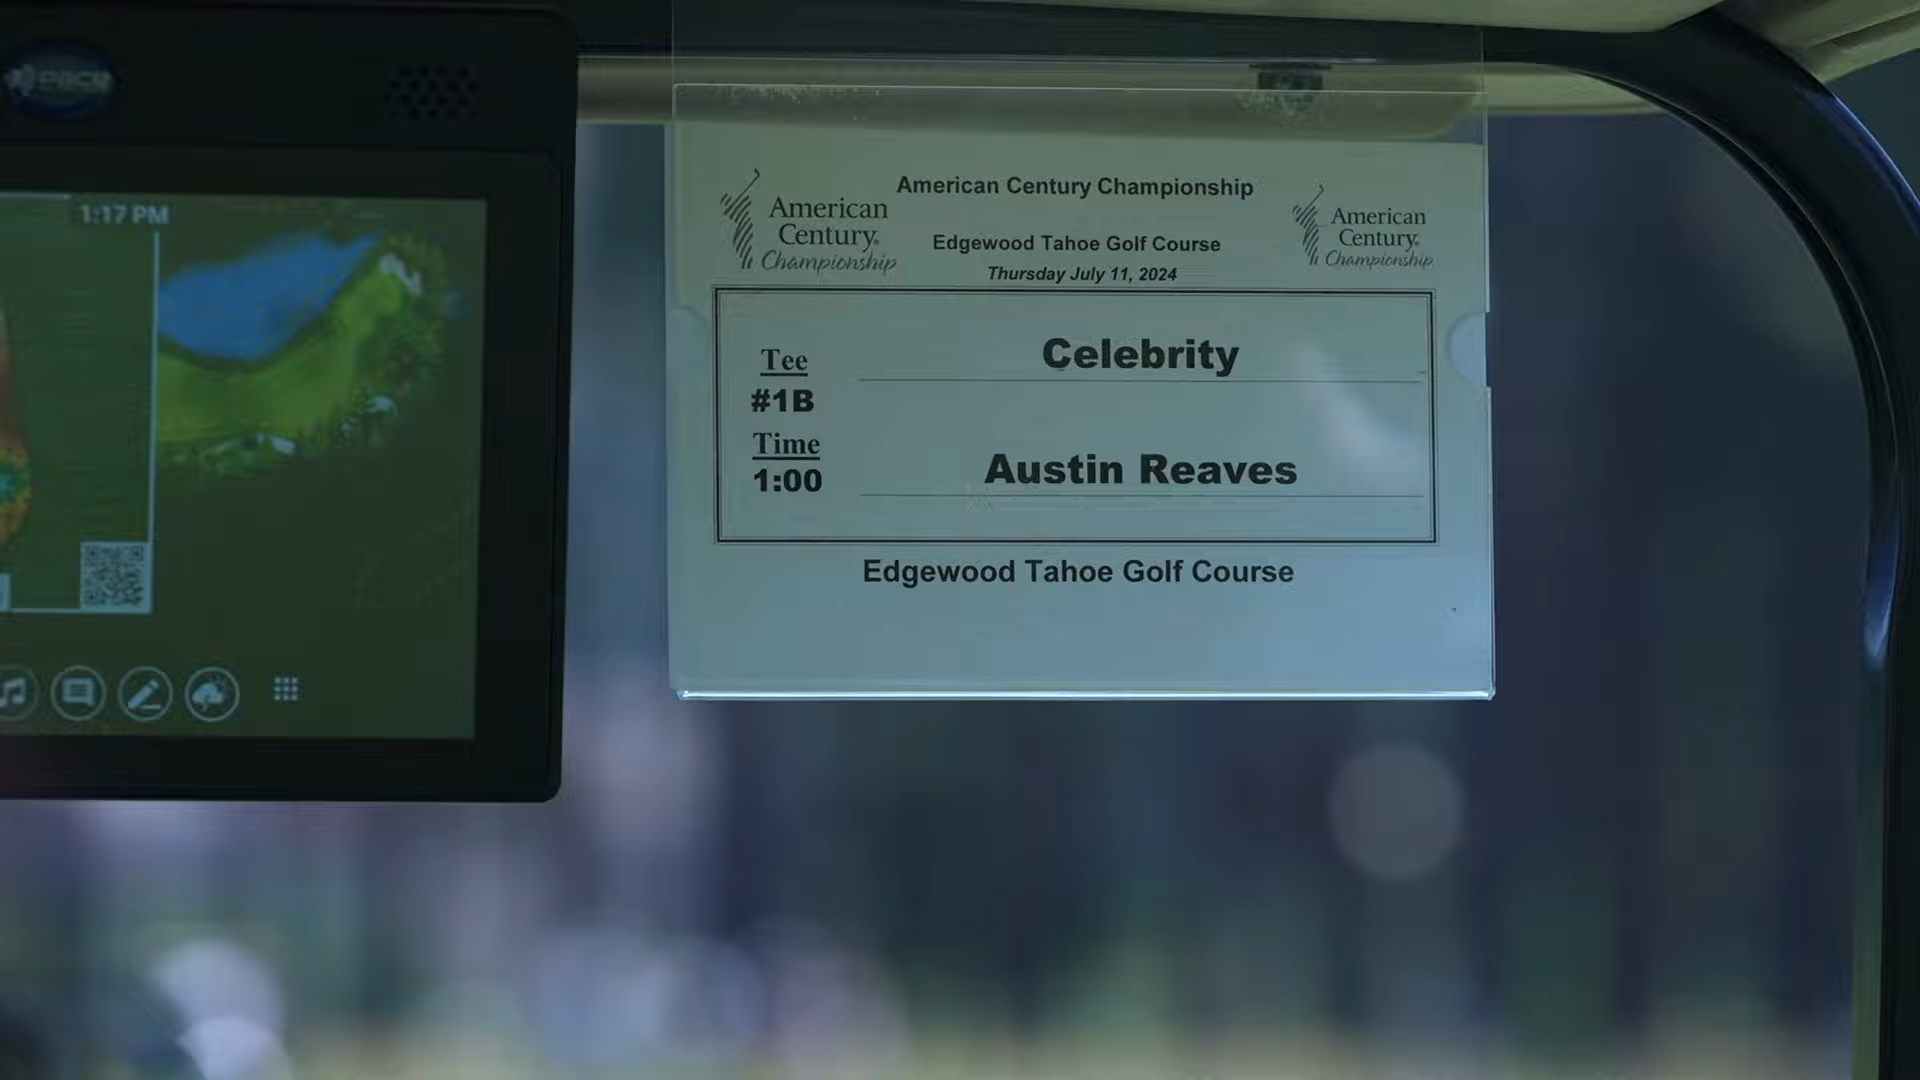 PACE
1:17 PM
American Century Championship
American
Century®
Championship
Edgewood Tahoe Golf Course
Thursday July 11, 2024
American
Century®
Championship
Tee
#1B
Time
1:00
Celebrity
Austin Reaves
Edgewood Tahoe Golf Course